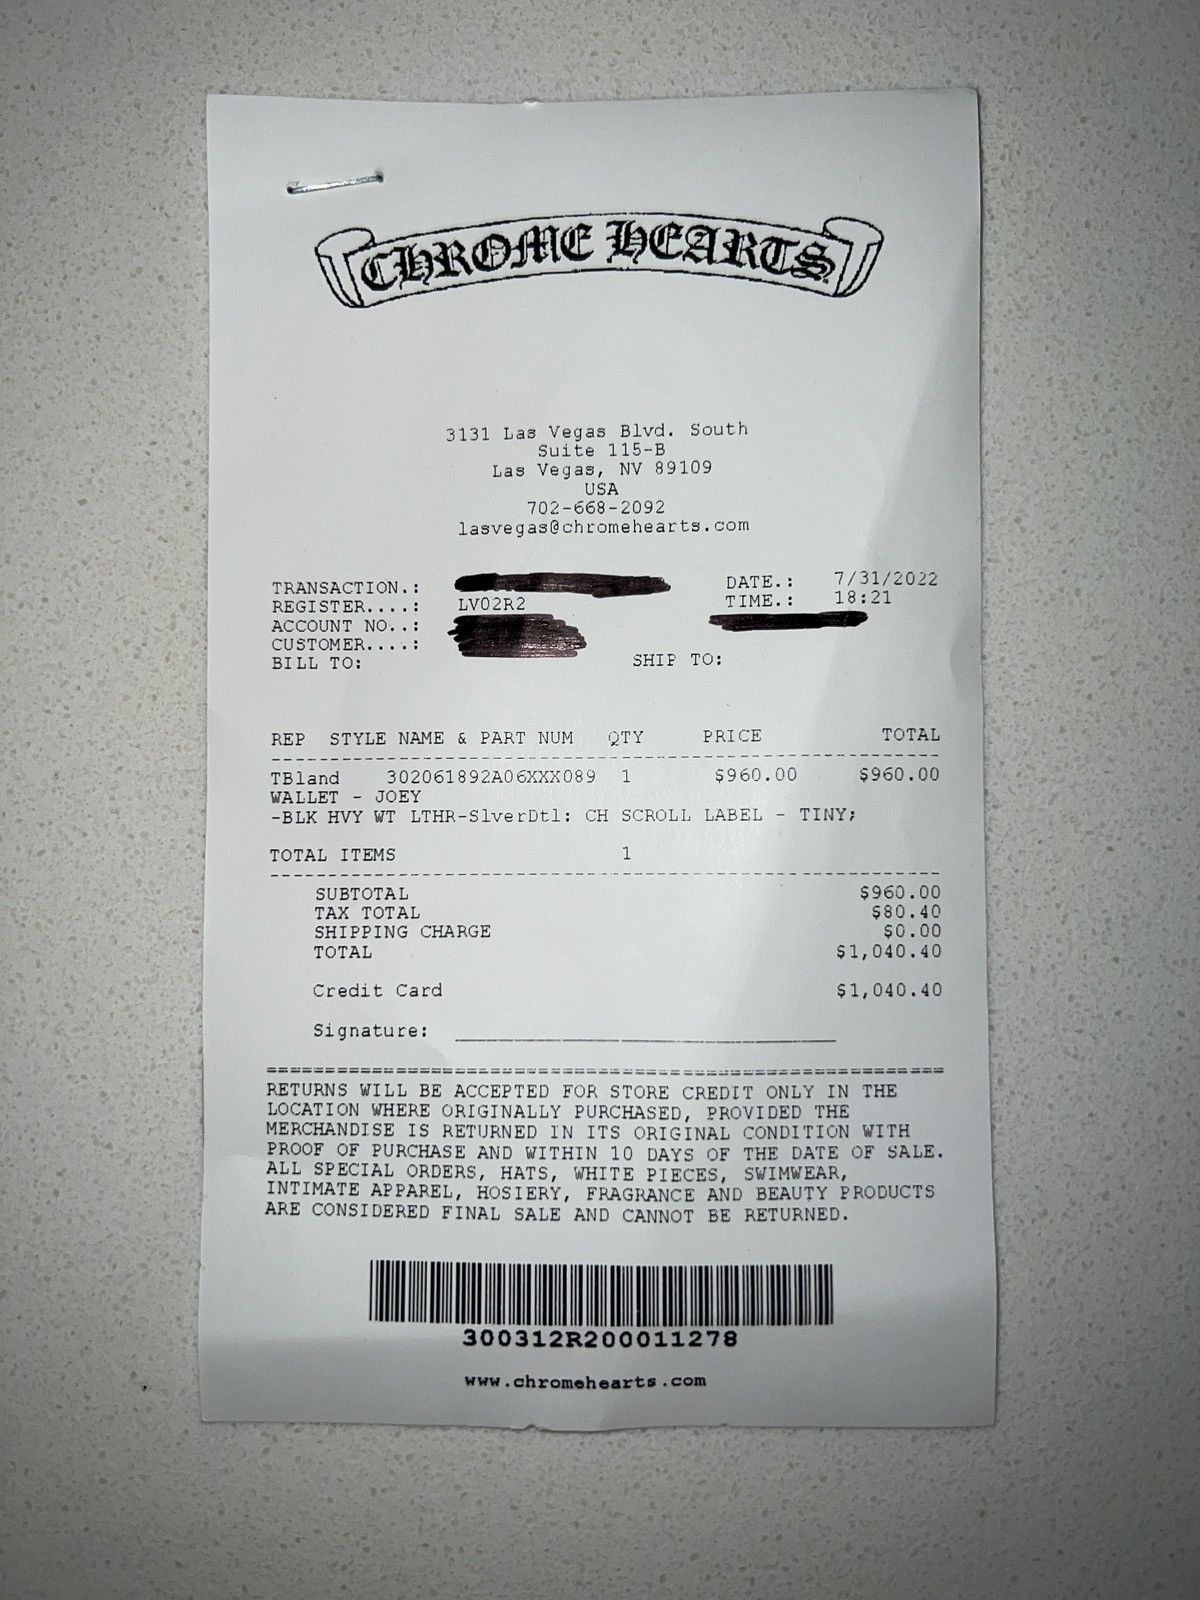 CHROME HEARTS
3131 Las Vegas Blvd. South
Suite 115-B
Las Vegas, NV 89109
USA
702-668-2092
lasvegas@chromehearts.com
TRANSACTION.: DATE.: 7/31/2022
REGISTER....: LV02R2 TIME.: 18:21
ACCOUNT NO..:
CUSTOMER....:
BILL TO: SHIP TO:
REP STYLE NAME & PART NUM QTY PRICE TOTAL
TBland 302061892A06XXX089 1 $960.00 $960.00
WALLET - JOEY
-BLK HVY WT LTHR-SlverDtl: CH SCROLL LABEL - TINY;
TOTAL ITEMS 1
SUBTOTAL $960.00
TAX TOTAL $80.40
SHIPPING CHARGE $0.00
TOTAL $1,040.40
Credit Card $1,040.40
Signature:
RETURNS WILL BE ACCEPTED FOR STORE CREDIT ONLY IN THE
LOCATION WHERE ORIGINALLY PURCHASED, PROVIDED THE
MERCHANDISE IS RETURNED IN ITS ORIGINAL CONDITION WITH
PROOF OF PURCHASE AND WITHIN 10 DAYS OF THE DATE OF SALE.
ALL SPECIAL ORDERS, HATS, WHITE PIECES, SWIMWEAR,
INTIMATE APPAREL, HOSIERY, FRAGRANCE AND BEAUTY PRODUCTS
ARE CONSIDERED FINAL SALE AND CANNOT BE RETURNED.
300312R200011278
www.chromehearts.com